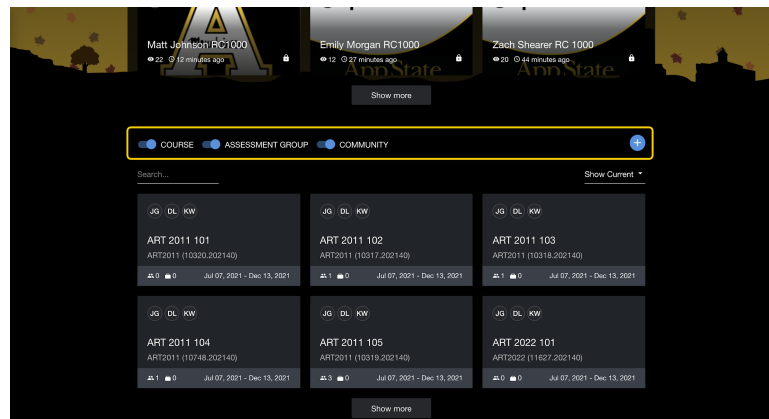 Matt Johnson RC1000
22 12 minutes ago
Emily Morgan RC1000
12 27 minutes ago
AppState
Zach Shearer RC 1000
20 44 minutes ago
AppState
Show more
COURSE ASSESSMENT GROUP COMMUNITY
Search...
Show Current
JG DL KW
ART 2011 101
ART2011 (10320.202140)
0 0 Jul 07, 2021 - Dec 13, 2021
JG DL KW
ART 2011 102
ART2011 (10317.202140)
1 0 Jul 07, 2021 - Dec 13, 2021
JG DL KW
ART 2011 103
ART2011 (10318.202140)
1 0 Jul 07, 2021 - Dec 13, 2021
JG DL KW
ART 2011 104
ART2011 (10748.202140)
1 0 Jul 07, 2021 - Dec 13, 2021
JG DL KW
ART 2011 105
ART2011 (10319.202140)
3 0 Jul 07, 2021 - Dec 13, 2021
JG DL KW
ART 2022 101
ART2022 (11627.202140)
0 0 Jul 07, 2021 - Dec 13, 2021
Show more